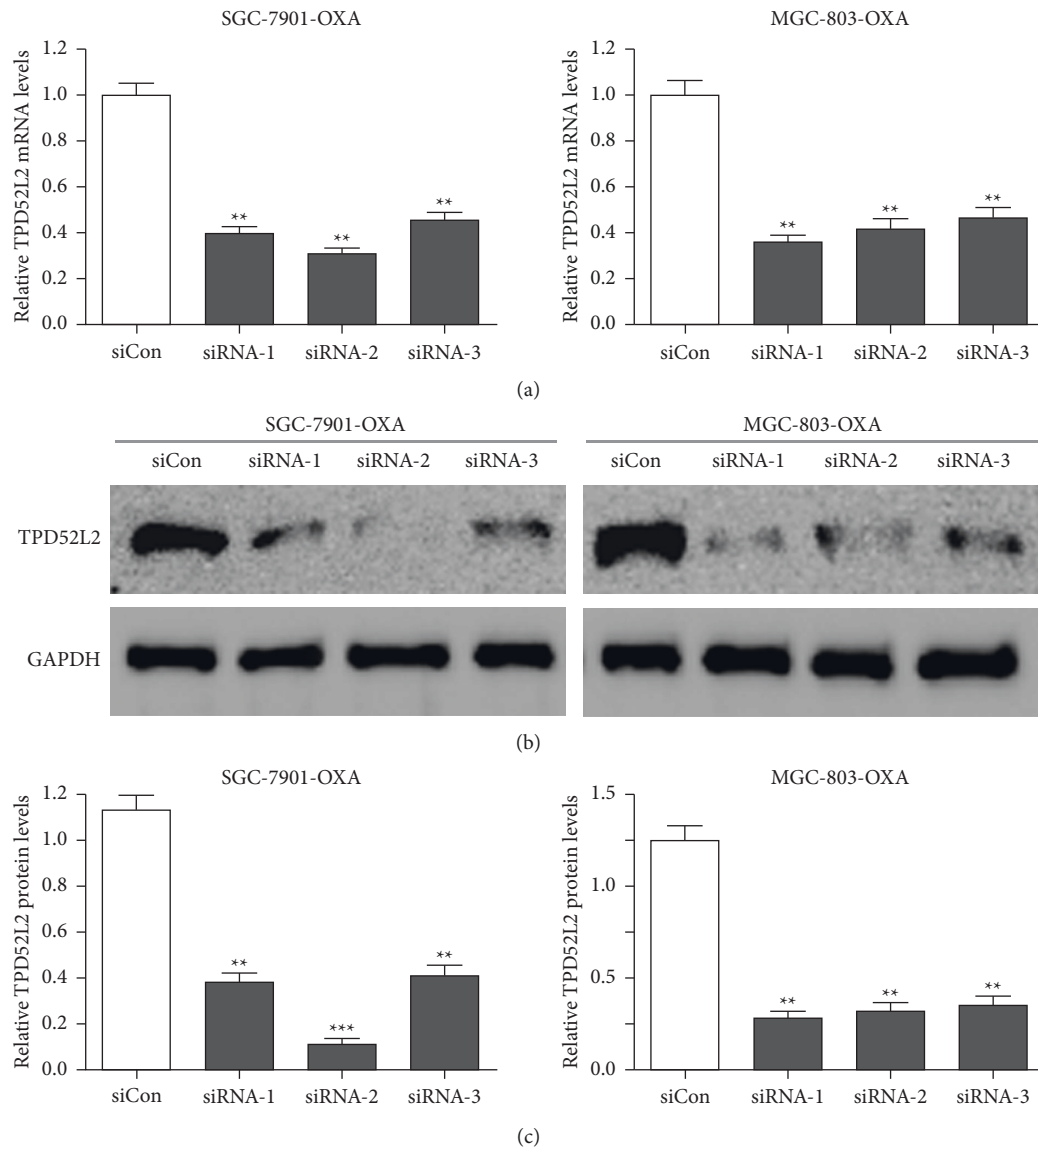 SGC-7901-OXA
Relative TPD52L2 mRNA levels
1.2
1.0
0.8
0.6
0.4
0.2
0.0
**
**
**
siCon siRNA-1 siRNA-2 siRNA-3
MGC-803-OXA
Relative TPD52L2 mRNA levels
1.2
1.0
0.8
0.6
0.4
0.2
0.0
**
**
**
siCon siRNA-1 siRNA-2 siRNA-3
(a)
SGC-7901-OXA
siCon siRNA-1 siRNA-2 siRNA-3
MGC-803-OXA
siCon siRNA-1 siRNA-2 siRNA-3
TPD52L2
GAPDH
(b)
SGC-7901-OXA
Relative TPD52L2 protein levels
1.2
1.0
0.8
0.6
0.4
0.2
0.0
**
***
**
siCon siRNA-1 siRNA-2 siRNA-3
MGC-803-OXA
Relative TPD52L2 protein levels
1.5
1.0
0.5
0.0
**
**
**
siCon siRNA-1 siRNA-2 siRNA-3
(c)